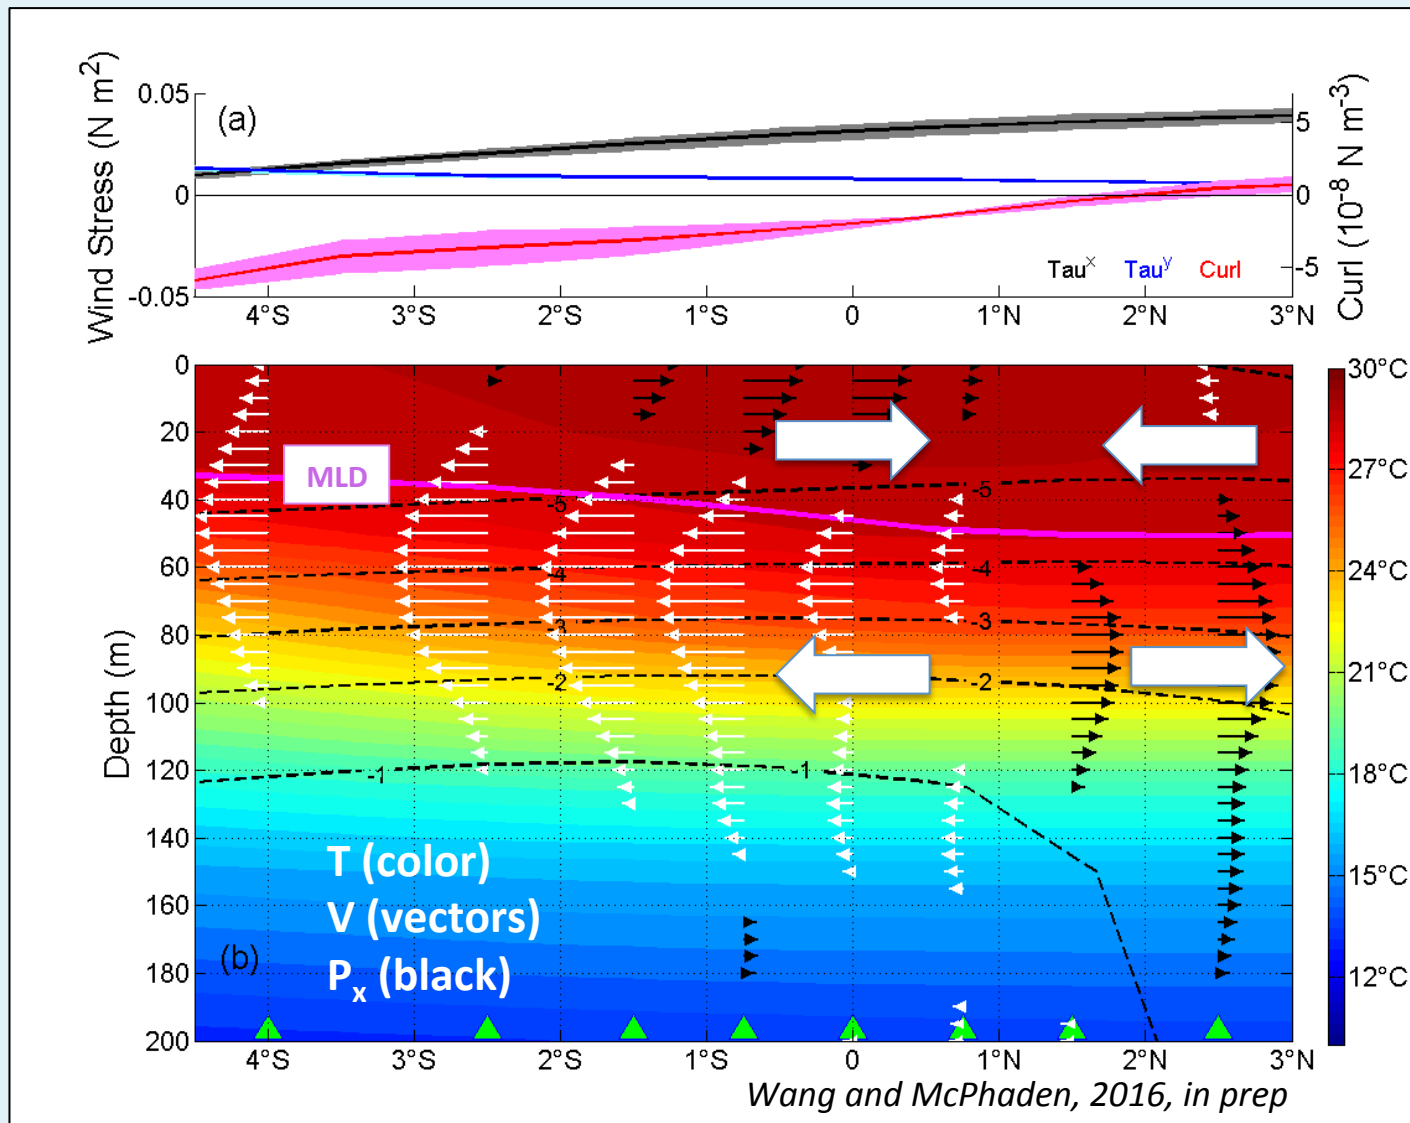 Wind Stress (N m²)
0.05
0
-0.05
(a)
5
0
-5
Curl (10⁻⁸ N m⁻³)
Tauˣ Tauʸ Curl
4°S 3°S 2°S 1°S 0 1°N 2°N 3°N
Depth (m)
0
20
40
60
80
100
120
140
160
180
200
MLD
-5 -5
-4 -4
-3 -3
-2 -2
-1 -1
T (color)
V (vectors)
Pₓ (black)
(b)
30°C
27°C
24°C
21°C
18°C
15°C
12°C
4°S 3°S 2°S 1°S 0 1°N 2°N 3°N
Wang and McPhaden, 2016, in prep